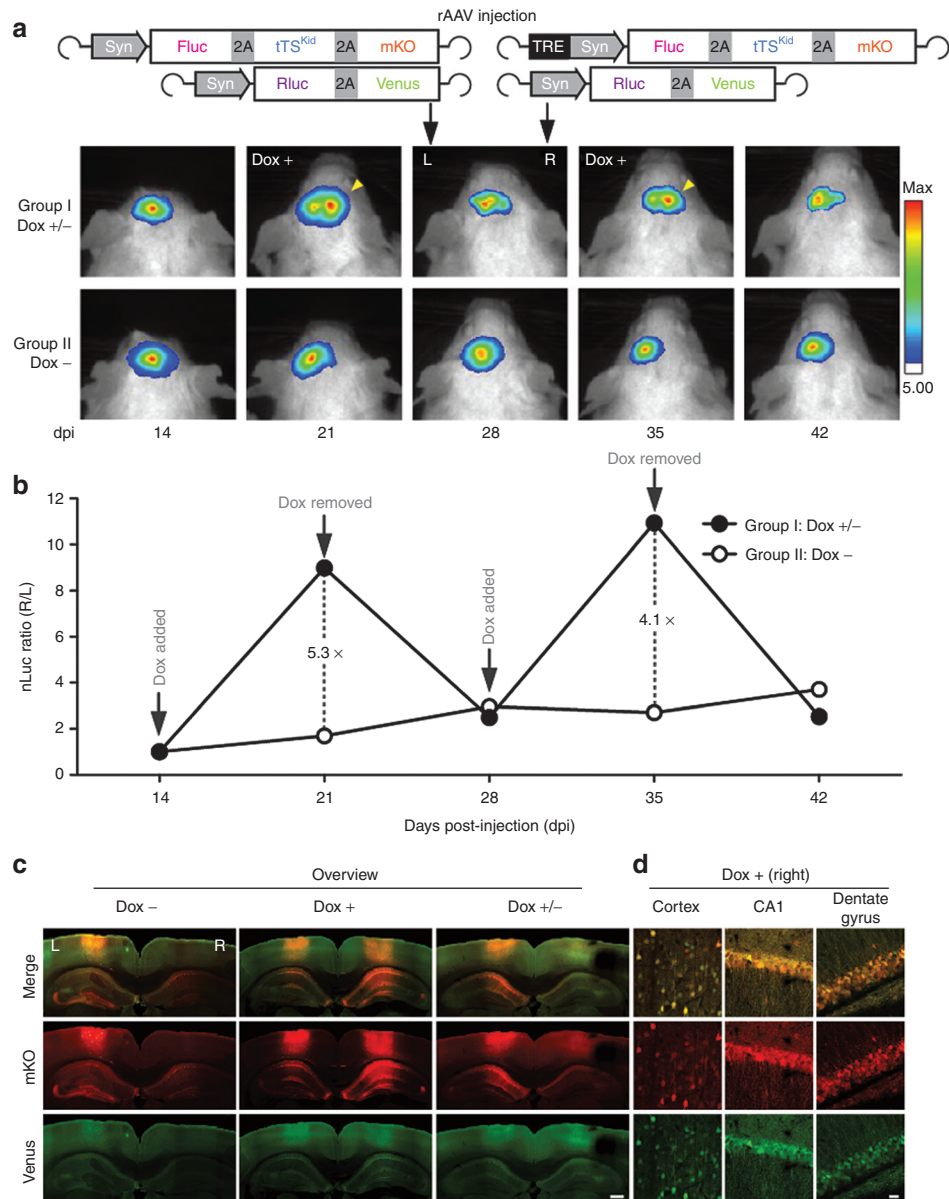 a
rAAV injection
Syn Fluc 2A tTSKid 2A mKO
TRE Syn Fluc 2A tTSKid 2A mKO
Syn Rluc 2A Venus
Syn Rluc 2A Venus
Dox + L R Dox +
Group I
Dox +/–
Group II
Dox –
Max
5.00
dpi 14 21 28 35 42
b
nLuc ratio (R/L)
12
10
8
6
4
2
0
Dox added
Dox removed
Dox added
Dox removed
5.3 ×
4.1 ×
Group I: Dox +/–
Group II: Dox –
14 21 28 35 42
Days post-injection (dpi)
c
Overview
Dox – Dox + Dox +/–
L R
Merge
mKO
Venus
d
Dox + (right)
Cortex CA1 Dentate
gyrus